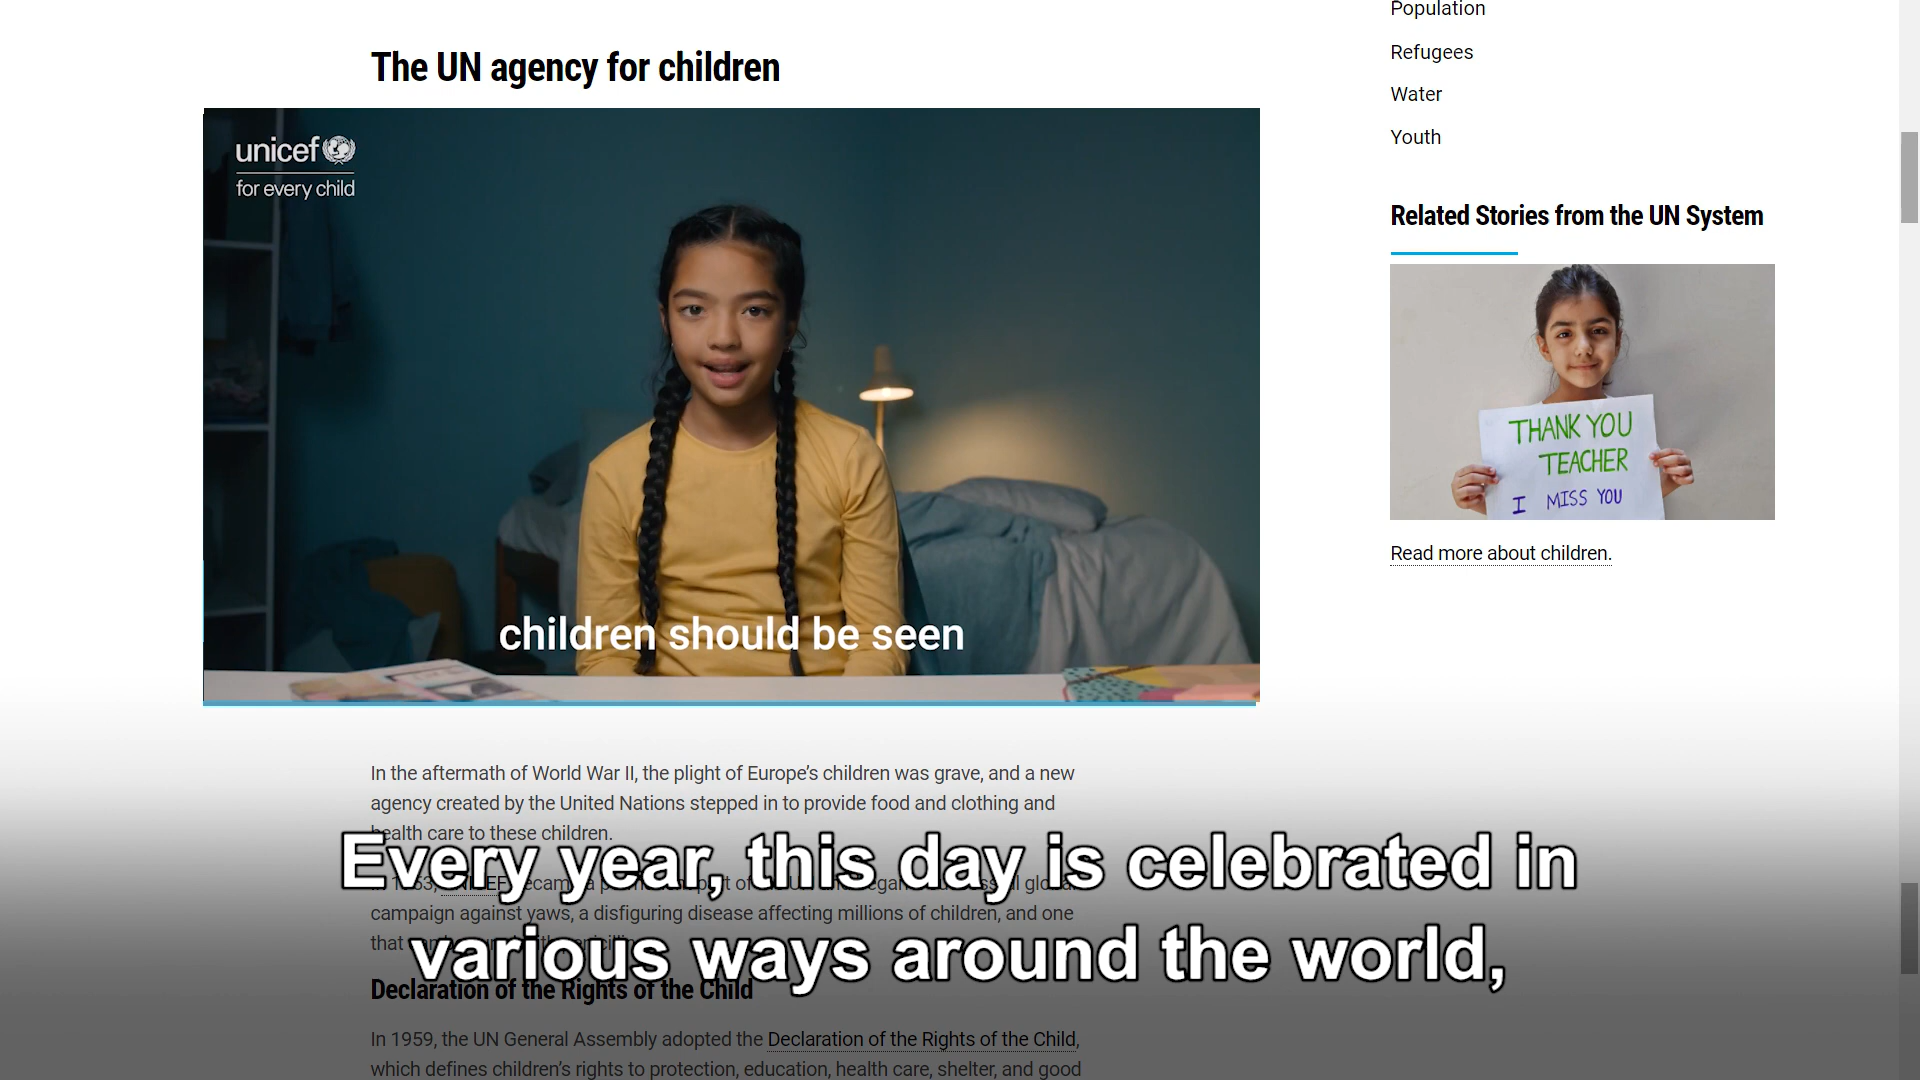 Population
Refugees
Water
Youth
The UN agency for children
unicef
for every child
children should be seen
Related Stories from the UN System
THANK YOU
TEACHER
I MISS YOU
Read more about children.
In the aftermath of World War II, the plight of Europe's children was grave, and a new
agency created by the United Nations stepped in to provide food and clothing and
health care to these children.
Every year, this day is celebrated in
campaign against yaws, a disfiguring disease affecting millions of children, and one
that
various ways around the world,
Declaration of the Rights of the Child
In 1959, the UN General Assembly adopted the Declaration of the Rights of the Child,
which defines children's rights to protection, education, health care, shelter, and good